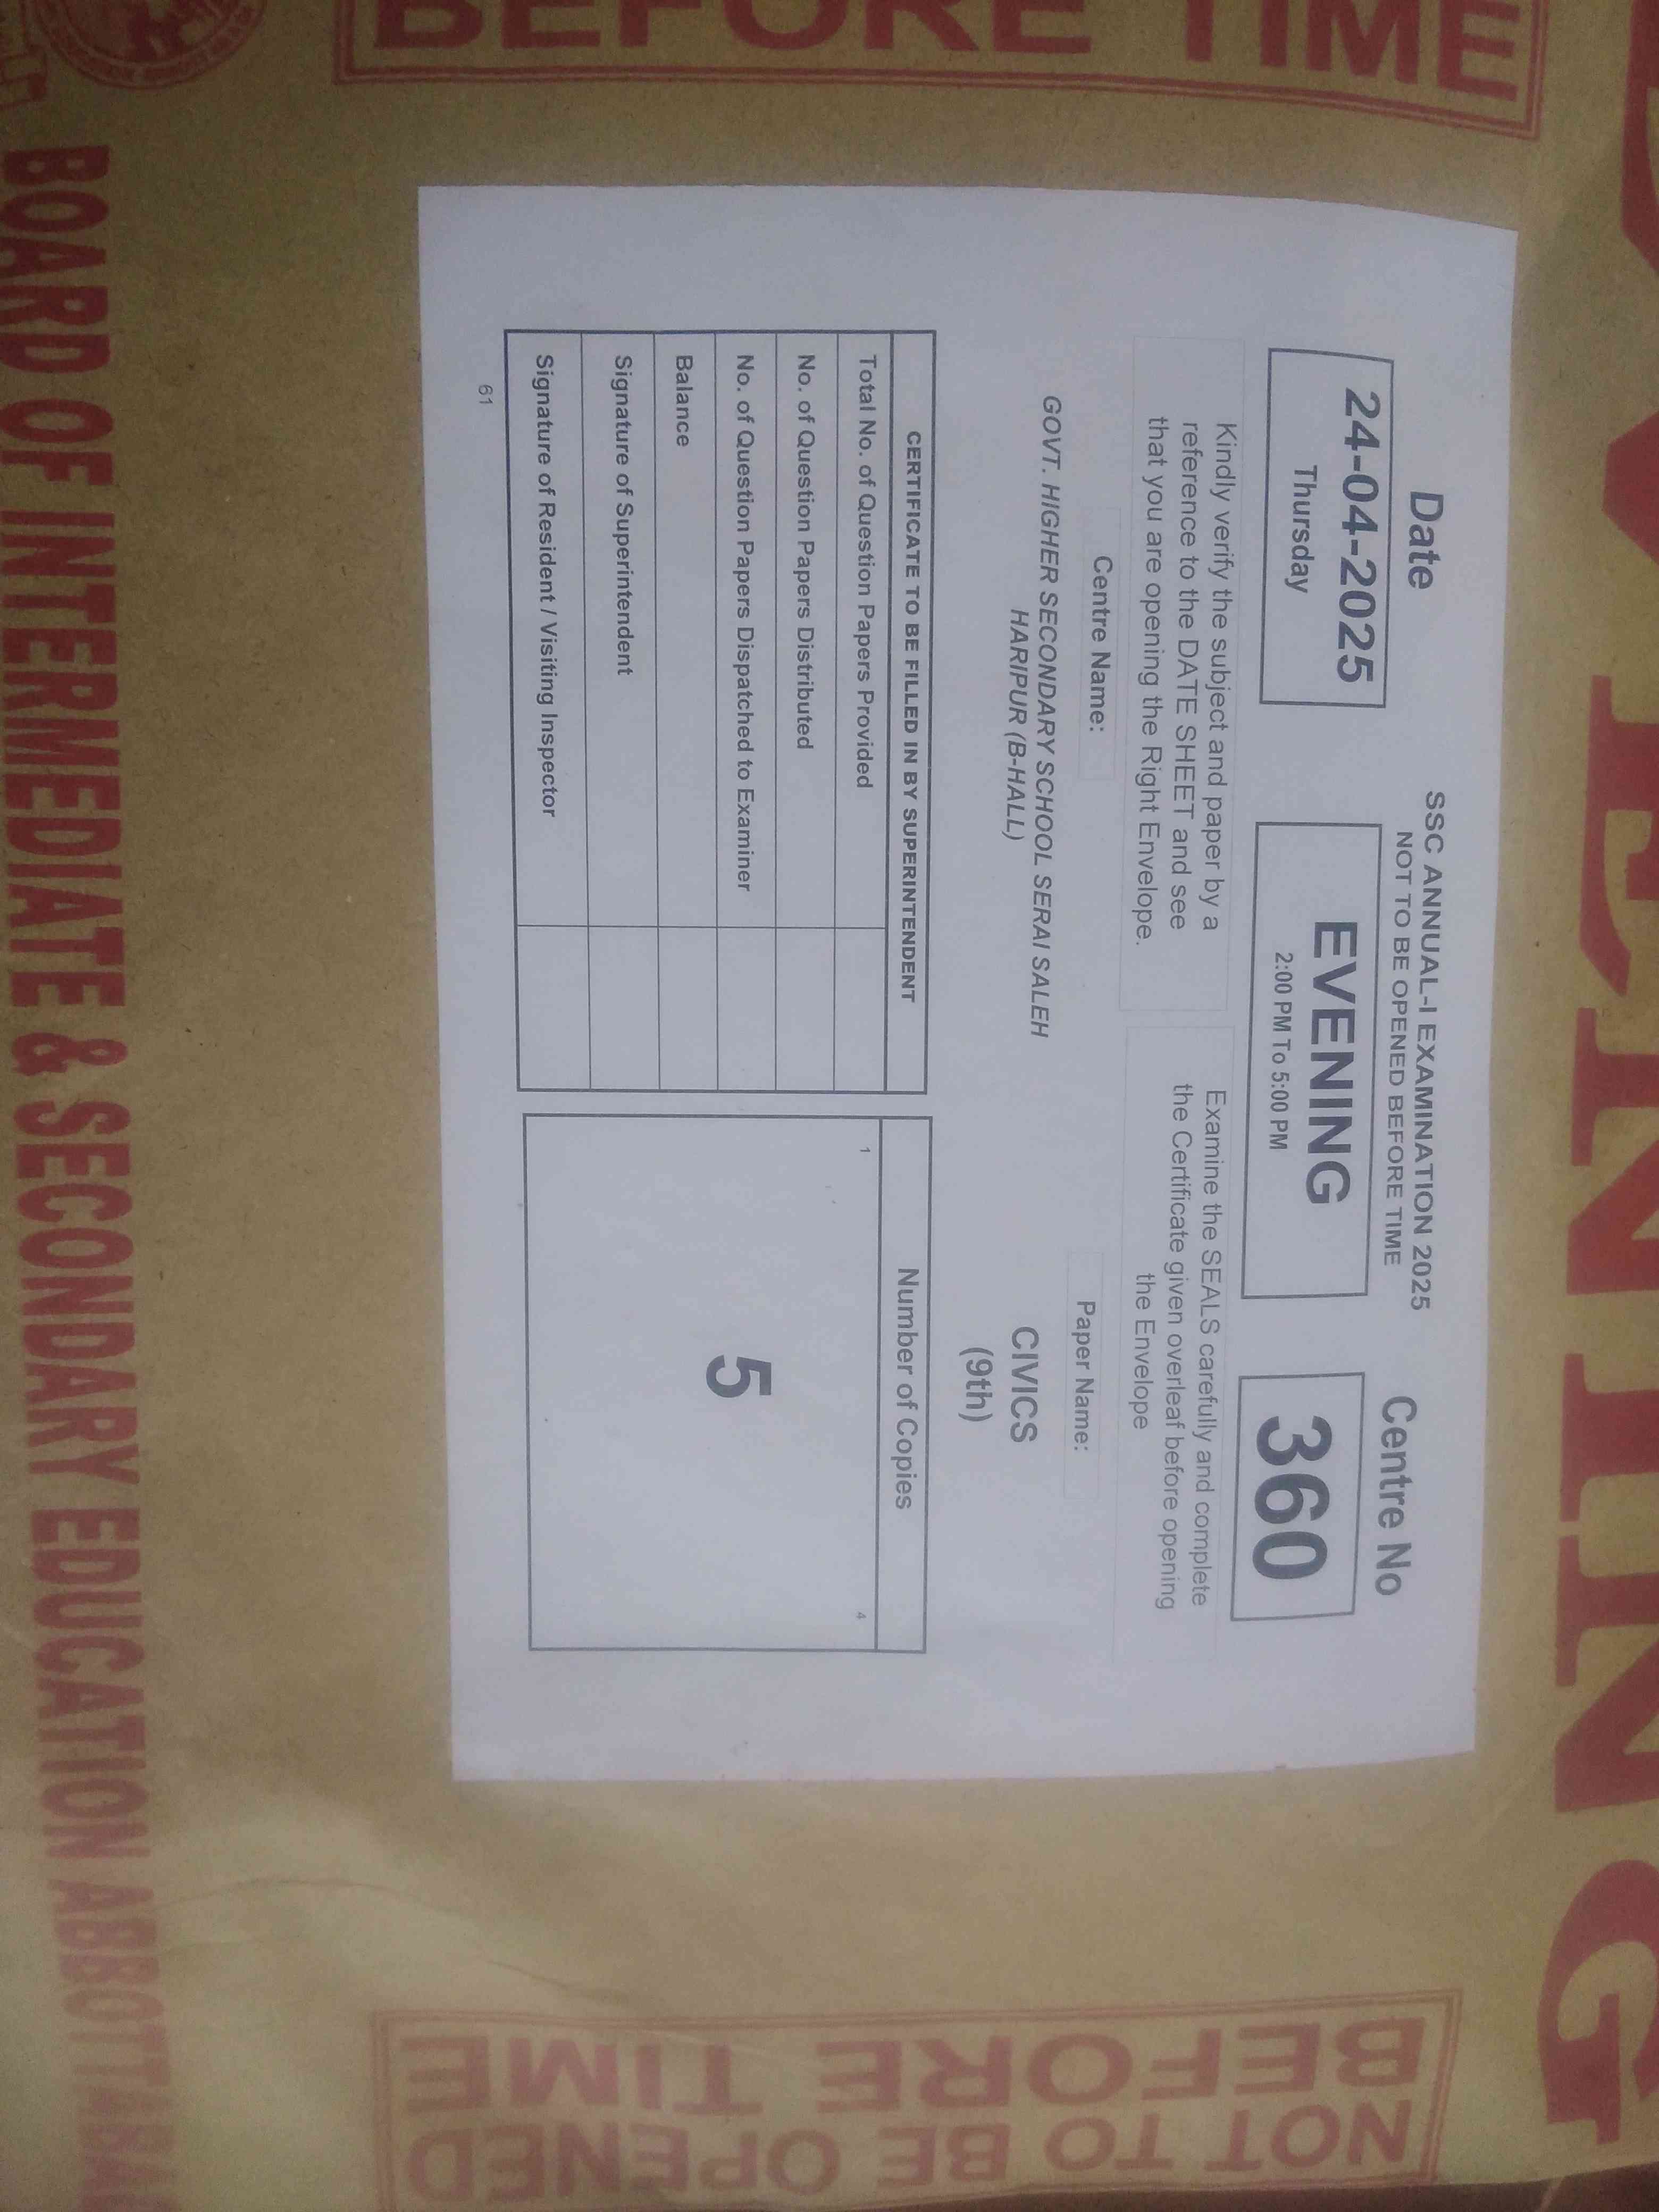 EVENING
BEFORE TIME
Date
24-04-2025
Thursday
SSC ANNUAL-I EXAMINATION 2025
NOT TO BE OPENED BEFORE TIME
EVENING
2:00 PM To 5:00 PM
Centre No
360
Kindly verify the subject and paper by a
reference to the DATE SHEET and see
that you are opening the Right Envelope.
Examine the SEALS carefully and complete
the Certificate given overleaf before opening
the Envelope
Centre Name:
GOVT. HIGHER SECONDARY SCHOOL SERAI SALEH
HARIPUR (B-HALL)
Paper Name:
CIVICS
(9th)
CERTIFICATE TO BE FILLED IN BY SUPERINTENDENT
Total No. of Question Papers Provided
No. of Question Papers Distributed
No. of Question Papers Dispatched to Examiner
Balance
Signature of Superintendent
Signature of Resident / Visiting Inspector
Number of Copies
1
4
5
61
NOT TO BE OPENED
BEFORE TIME
BOARD OF INTERMEDIATE & SECONDARY EDUCATION ABBOTTABAD